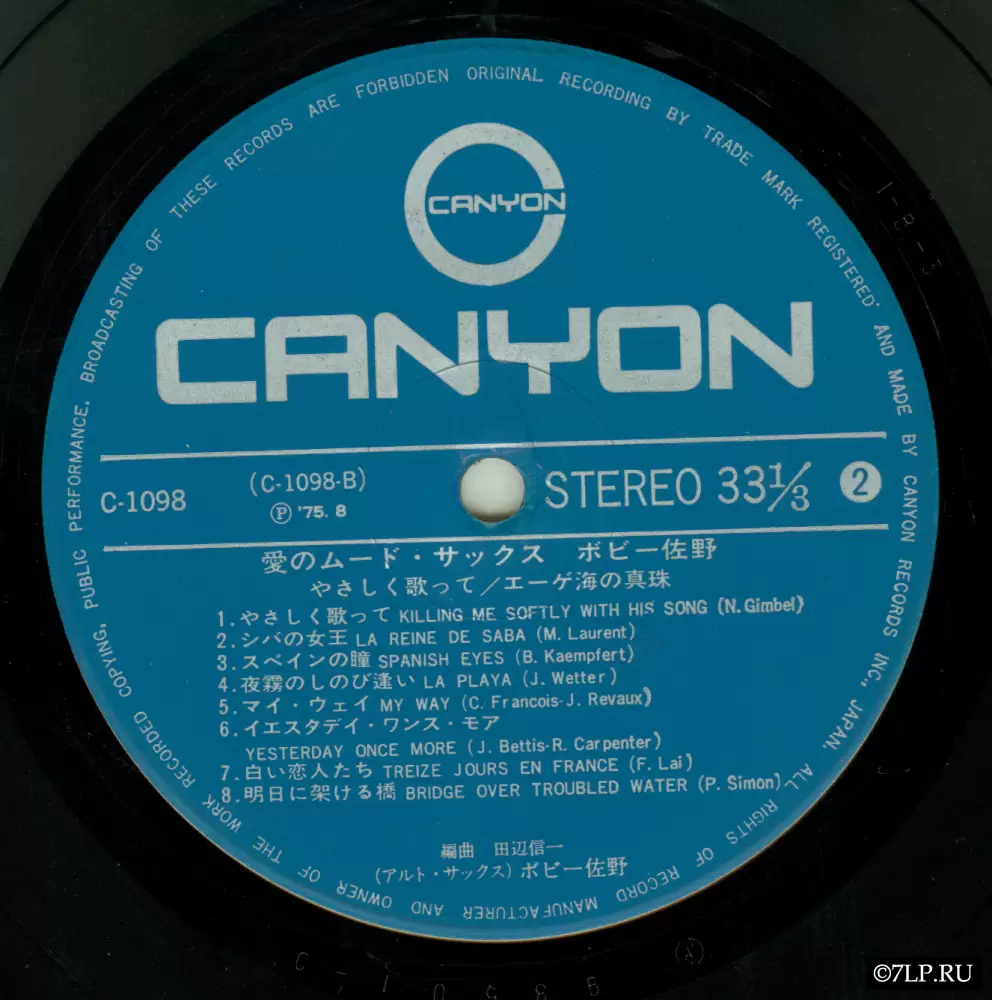 ALL RIGHTS OF RECORD MANUFACTURER AND OWNER OF THE WORK RECORDED COPYING, PUBLIC PERFORMANCE, BROADCASTING OF THESE RECORDS ARE FORBIDDEN ORIGINAL RECORDING BY TRADE MARK REGISTERED AND MADE BY CANYON RECORDS INC., JAPAN.
CANYON
CANYON
C-1098
(C-1098-B)
Ⓟ '75. 8
STEREO 33⅓
2
愛のムード・サックス ボビー佐野
やさしく歌って/エーゲ海の真珠
1. やさしく歌って KILLING ME SOFTLY WITH HIS SONG (N. Gimbel)
2. シバの女王 LA REINE DE SABA (M. Laurent)
3. スペインの瞳 SPANISH EYES (B. Kaempfert)
4. 夜霧のしのび逢い LA PLAYA (J. Wetter)
5. マイ・ウェイ MY WAY (C. Francois-J. Revaux)
6. イエスタデイ・ワンス・モア
YESTERDAY ONCE MORE (J. Bettis-R. Carpenter)
7. 白い恋人たち TREIZE JOURS EN FRANCE (F. Lai)
8. 明日に架ける橋 BRIDGE OVER TROUBLED WATER (P. Simon)
編曲 田辺信一
(アルト・サックス) ボビー佐野
1-B-3
©7LP.RU